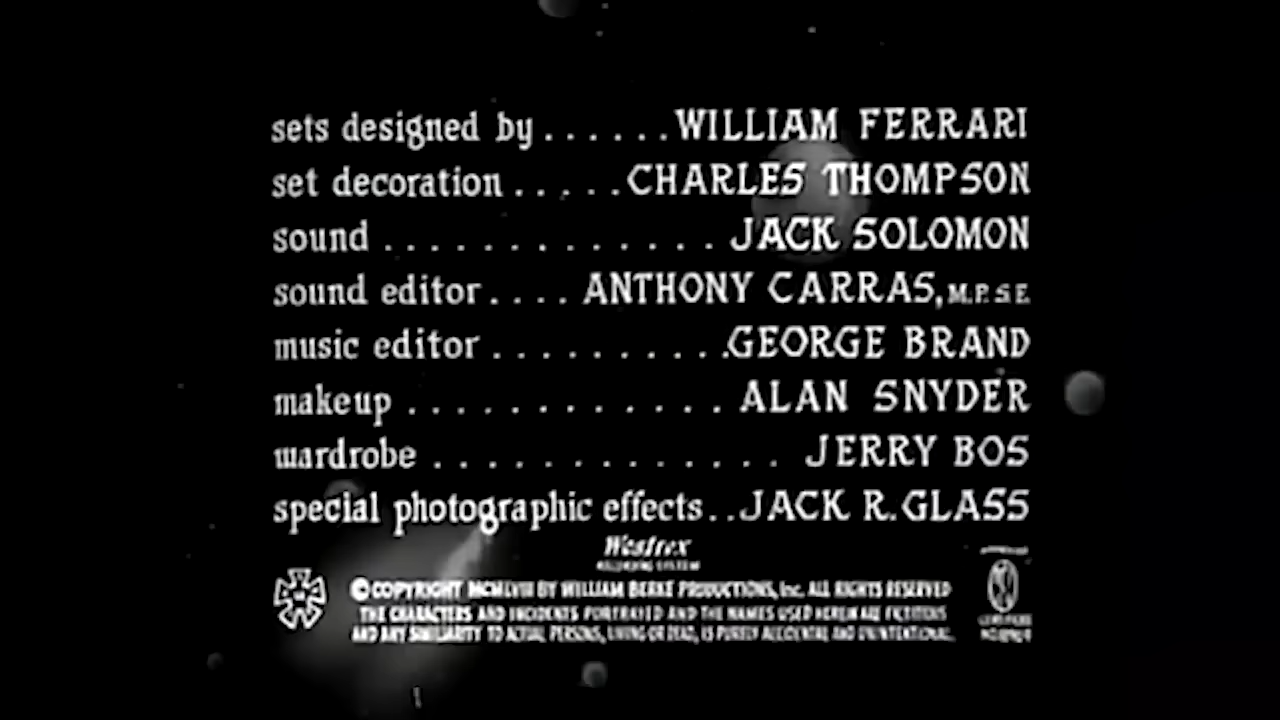 sets designed by ...... WILLIAM FERRARI
set decoration ..... CHARLES THOMPSON
sound ............. JACK SOLOMON
sound editor .... ANTHONY CARRAS, M.P.S.E.
music editor .......... GEORGE BRAND
makeup ............. ALAN SNYDER
wardrobe .............. JERRY BOS
special photographic effects .. JACK R. GLASS
Westrex
RECORDING SYSTEM
© COPYRIGHT MCMLVIII BY WILLIAM BERKE PRODUCTIONS, Inc. ALL RIGHTS RESERVED
THE CHARACTERS AND INCIDENTS PORTRAYED AND THE NAMES USED HEREIN ARE FICTITIOUS
AND ANY SIMILARITY TO ACTUAL PERSONS, LIVING OR DEAD, IS PURELY ACCIDENTAL AND UNINTENTIONAL.